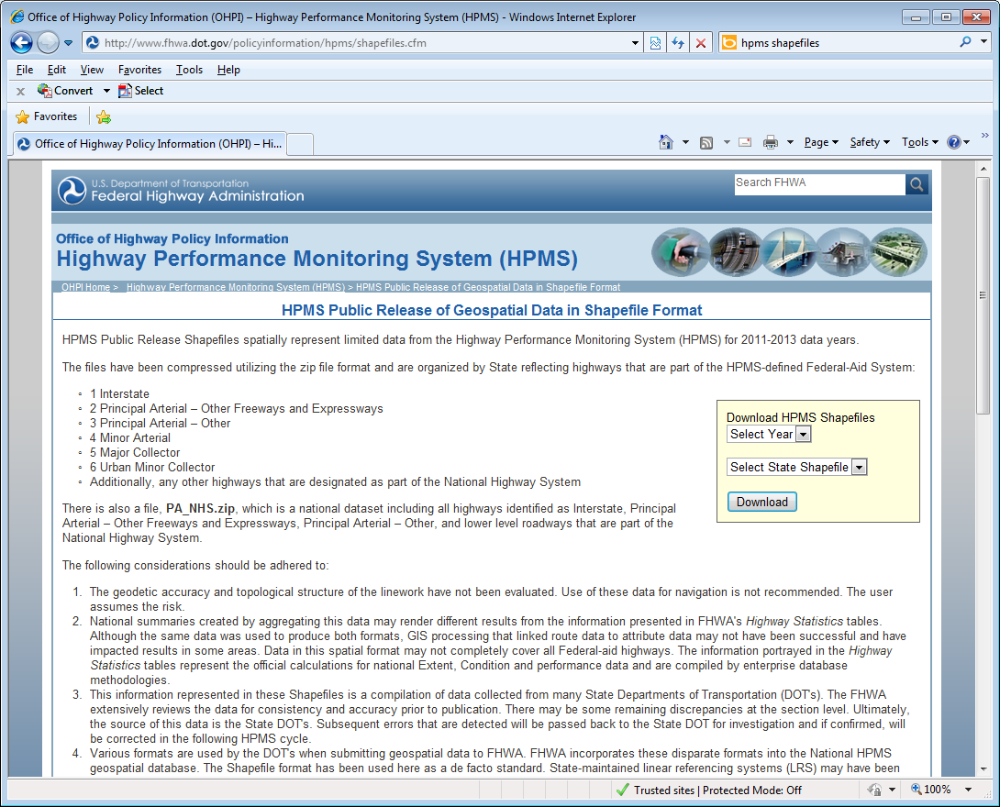 Office of Highway Policy Information (OHPI) – Highway Performance Monitoring System (HPMS) - Windows Internet Explorer
http://www.fhwa.dot.gov/policyinformation/hpms/shapefiles.cfm
hpms shapefiles
File Edit View Favorites Tools Help
x Convert Select
Favorites
Office of Highway Policy Information (OHPI) – Hi...
Page Safety Tools
U.S. Department of Transportation
Federal Highway Administration
Search FHWA
Office of Highway Policy Information
Highway Performance Monitoring System (HPMS)
OHPI Home > Highway Performance Monitoring System (HPMS) > HPMS Public Release of Geospatial Data in Shapefile Format
HPMS Public Release of Geospatial Data in Shapefile Format
HPMS Public Release Shapefiles spatially represent limited data from the Highway Performance Monitoring System (HPMS) for 2011-2013 data years.
The files have been compressed utilizing the zip file format and are organized by State reflecting highways that are part of the HPMS-defined Federal-Aid System:
◦ 1 Interstate
◦ 2 Principal Arterial – Other Freeways and Expressways
◦ 3 Principal Arterial – Other
◦ 4 Minor Arterial
◦ 5 Major Collector
◦ 6 Urban Minor Collector
◦ Additionally, any other highways that are designated as part of the National Highway System
Download HPMS Shapefiles
Select Year
Select State Shapefile
Download
There is also a file, PA_NHS.zip, which is a national dataset including all highways identified as Interstate, Principal
Arterial – Other Freeways and Expressways, Principal Arterial – Other, and lower level roadways that are part of the
National Highway System.
The following considerations should be adhered to:
1. The geodetic accuracy and topological structure of the linework have not been evaluated. Use of these data for navigation is not recommended. The user
assumes the risk.
2. National summaries created by aggregating this data may render different results from the information presented in FHWA's Highway Statistics tables.
Although the same data was used to produce both formats, GIS processing that linked route data to attribute data may not have been successful and have
impacted results in some areas. Data in this spatial format may not completely cover all Federal-aid highways. The information portrayed in the Highway
Statistics tables represent the official calculations for national Extent, Condition and performance data and are compiled by enterprise database
methodologies.
3. This information represented in these Shapefiles is a compilation of data collected from many State Departments of Transportation (DOT's). The FHWA
extensively reviews the data for consistency and accuracy prior to publication. There may be some remaining discrepancies at the section level. Ultimately,
the source of this data is the State DOT's. Subsequent errors that are detected will be passed back to the State DOT for investigation and if confirmed, will
be corrected in the following HPMS cycle.
4. Various formats are used by the DOT's when submitting geospatial data to FHWA. FHWA incorporates these disparate formats into the National HPMS
geospatial database. The Shapefile format has been used here as a de facto standard. State-maintained linear referencing systems (LRS) may have been
Trusted sites | Protected Mode: Off
100%